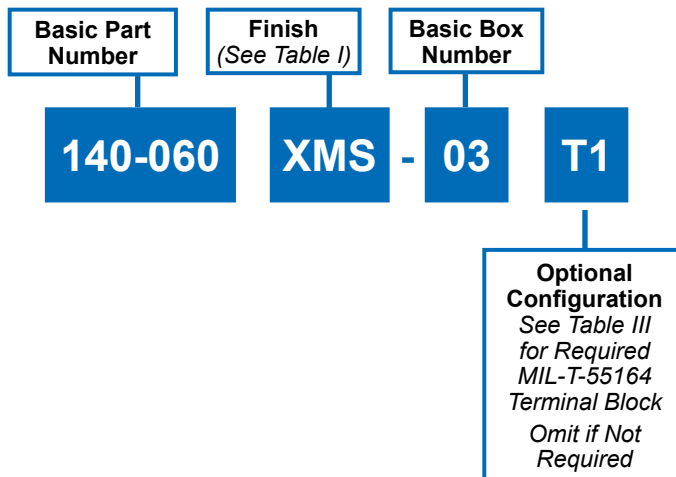 Basic Part
Number
Finish
(See Table I)
Basic Box
Number
140-060
XMS
-
03
T1
Optional
Configuration
See Table III
for Required
MIL-T-55164
Terminal Block
Omit if Not
Required